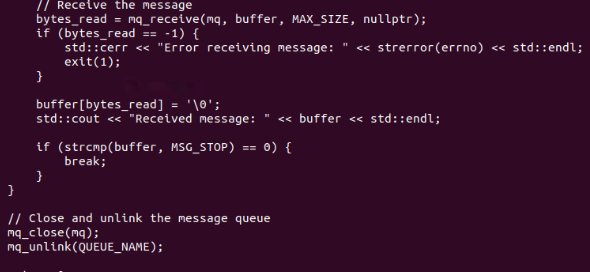 // Receive the message
bytes_read = mq_receive(mq, buffer, MAX_SIZE, nullptr);
if (bytes_read == -1) {
std::cerr << "Error receiving message: " << strerror(errno) << std::endl;
exit(1);
}
buffer[bytes_read] = '\0';
std::cout << "Received message: " << buffer << std::endl;
if (strcmp(buffer, MSG_STOP) == 0) {
break;
}
}
// Close and unlink the message queue
mq_close(mq);
mq_unlink(QUEUE_NAME);